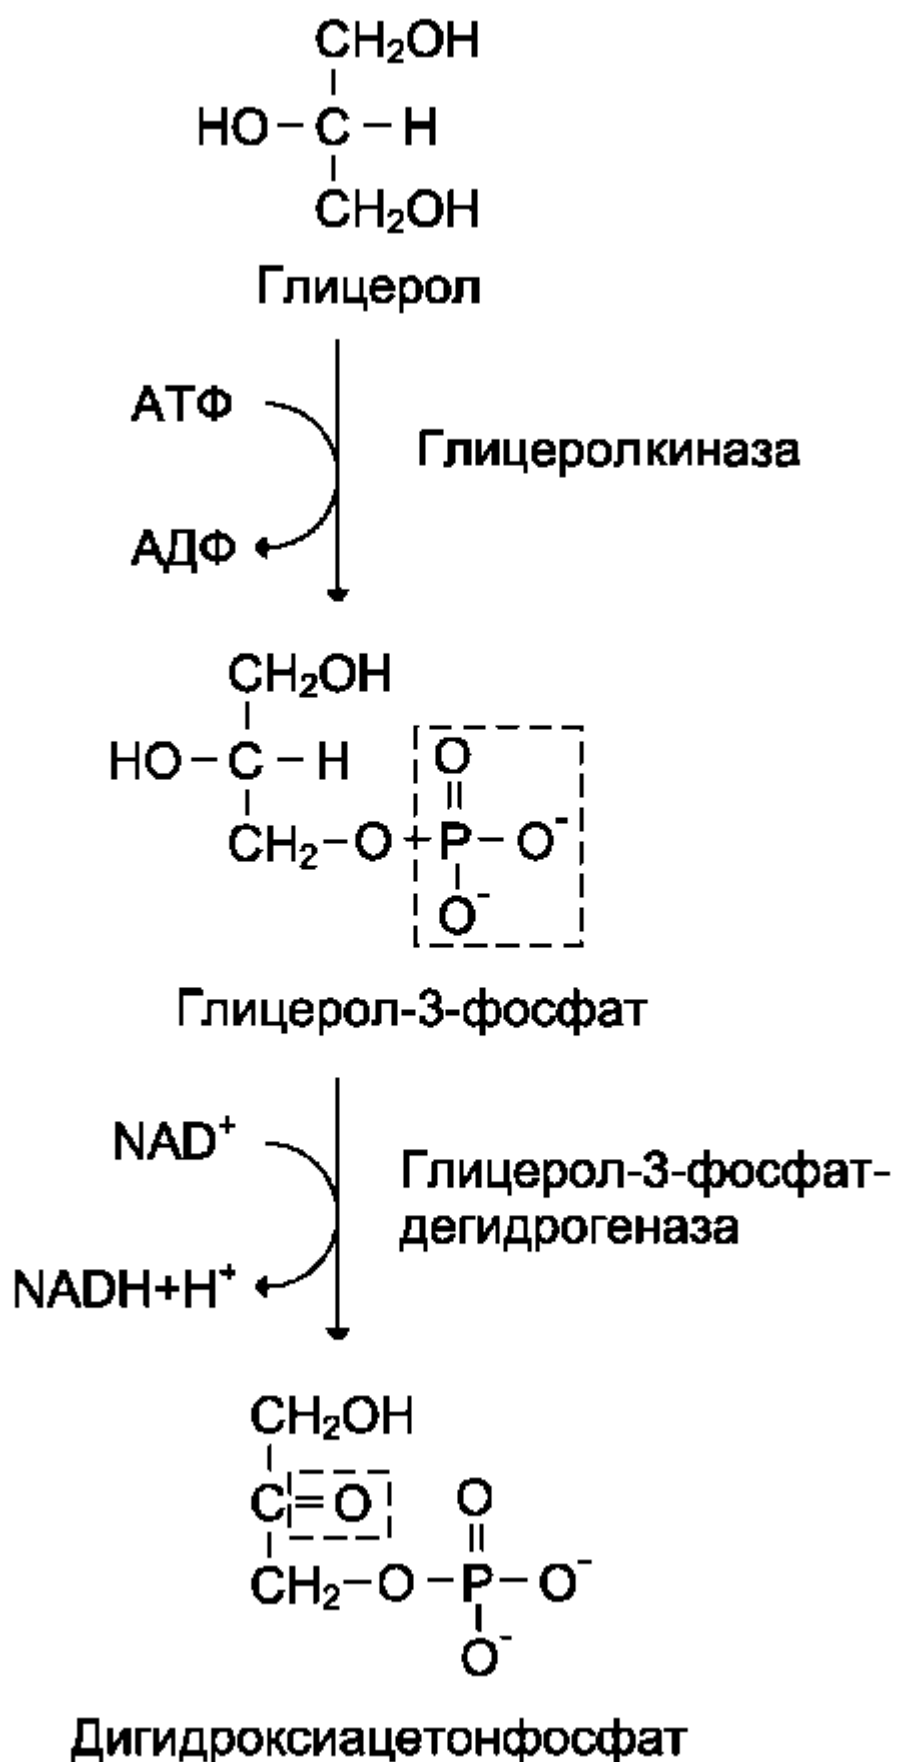 CH₂OH
HO – C – H
CH₂OH
Глицерол
АТФ
Глицеролкиназа
АДФ
CH₂OH
HO – C – H
O
CH₂–O–P–O⁻
O⁻
Глицерол-3-фосфат
NAD⁺
Глицерол-3-фосфат-
дегидрогеназа
NADH+H⁺
CH₂OH
C=O
O
CH₂–O–P–O⁻
O⁻
Дигидроксиацетонфосфат